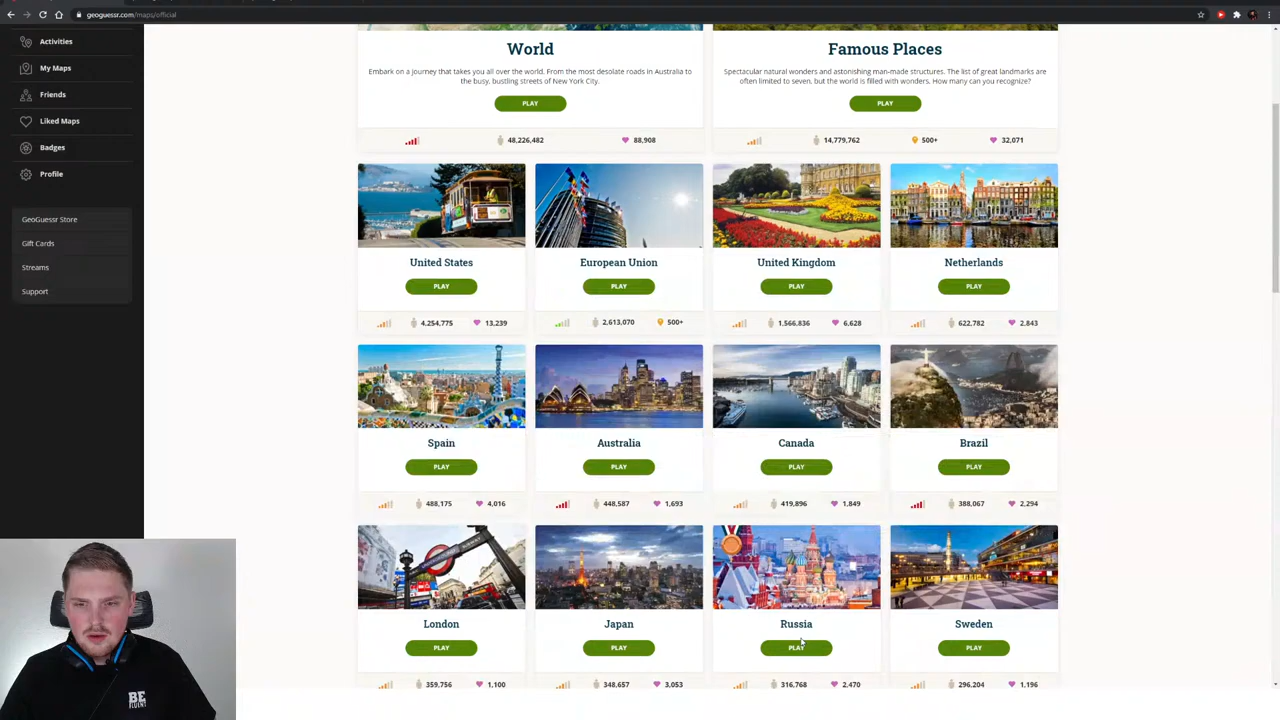 geoguessr.com/maps/official
Activities
My Maps
Friends
Liked Maps
Badges
Profile
GeoGuessr Store
Gift Cards
Streams
Support
World
Embark on a journey that takes you all over the world. From the most desolate roads in Australia to
the busy, bustling streets of New York City.
PLAY
48,226,482
88,908
Famous Places
Spectacular natural wonders and astonishing man-made structures. The list of great landmarks are
often limited to seven, but the world is filled with wonders. How many can you recognize?
PLAY
14,779,762
500+
32,071
United States
PLAY
4,254,775
13,239
European Union
PLAY
2,613,070
500+
United Kingdom
PLAY
1,566,836
6,628
Netherlands
PLAY
622,782
2,843
Spain
PLAY
488,175
4,016
Australia
PLAY
448,587
1,693
Canada
PLAY
419,896
1,849
Brazil
PLAY
388,067
2,294
London
PLAY
359,756
1,100
Japan
PLAY
348,657
3,053
Russia
PLAY
316,768
2,470
Sweden
PLAY
296,204
1,196
BE
FLUENT